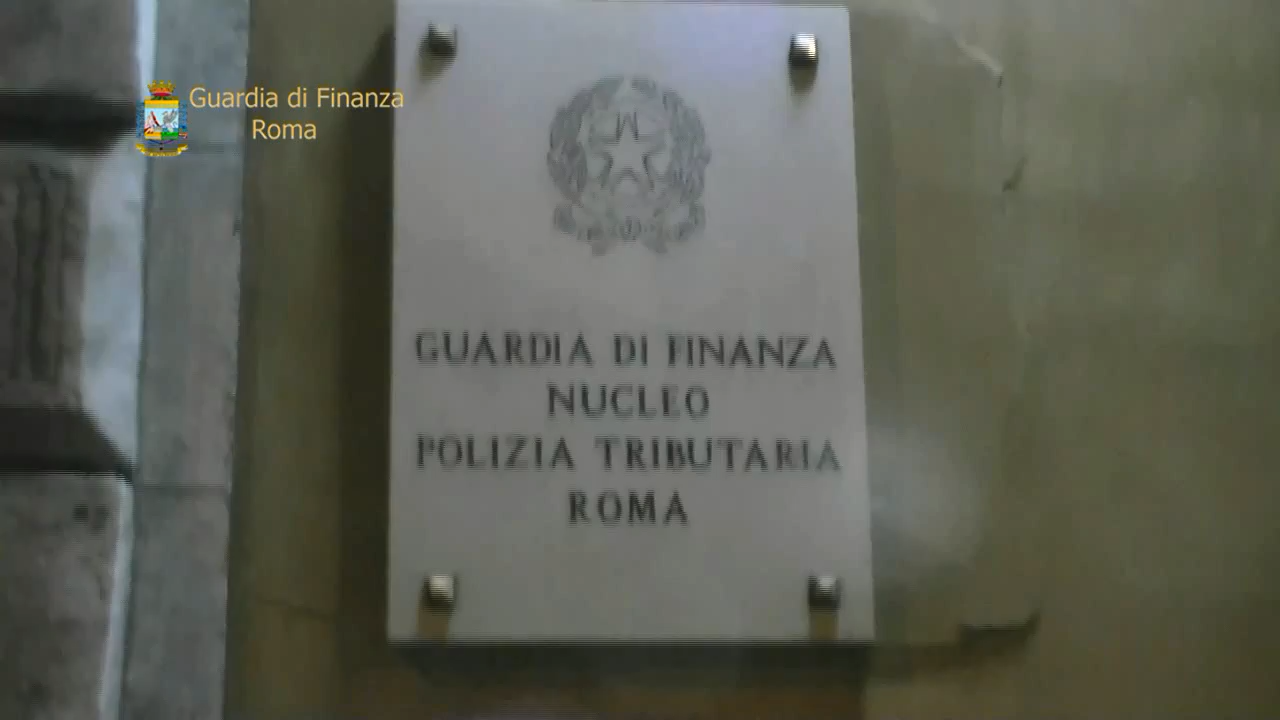 Guardia di Finanza
Roma
GUARDIA DI FINANZA
NUCLEO
POLIZIA TRIBUTARIA
ROMA